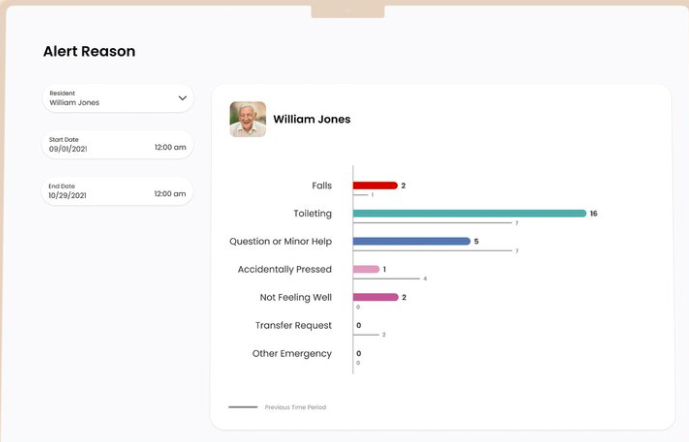 Alert Reason
Resident
William Jones
Start Date
09/01/2021 12:00 am
End Date
10/29/2021 12:00 am
William Jones
Falls 2
1
Toileting 16
7
Question or Minor Help 5
7
Accidentally Pressed 1
4
Not Feeling Well 2
0
Transfer Request 0
2
Other Emergency 0
0
Previous Time Period